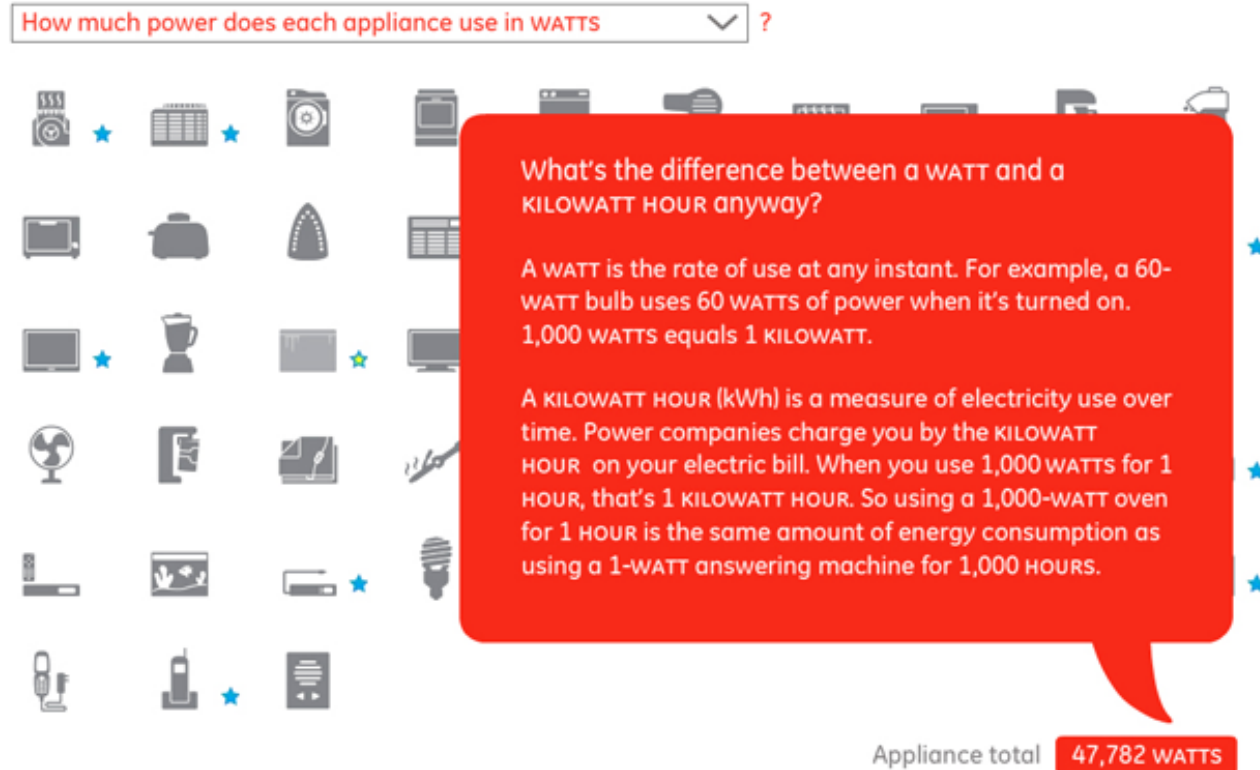 How much power does each appliance use in WATTS ?
What's the difference between a WATT and a
KILOWATT HOUR anyway?
A WATT is the rate of use at any instant. For example, a 60-
WATT bulb uses 60 WATTS of power when it's turned on.
1,000 WATTS equals 1 KILOWATT.
A KILOWATT HOUR (kWh) is a measure of electricity use over
time. Power companies charge you by the KILOWATT
HOUR on your electric bill. When you use 1,000 WATTS for 1
HOUR, that's 1 KILOWATT HOUR. So using a 1,000-WATT oven
for 1 HOUR is the same amount of energy consumption as
using a 1-WATT answering machine for 1,000 HOURS.
Appliance total 47,782 WATTS